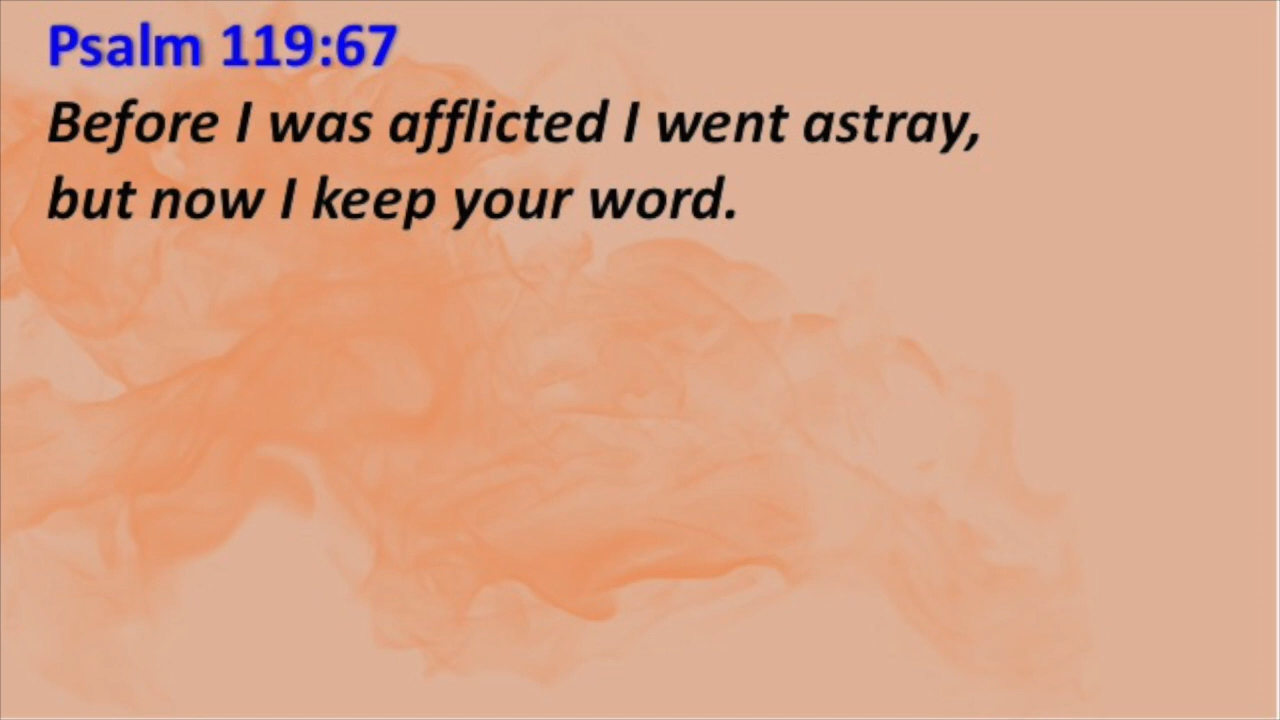 Psalm 119:67
Before I was afflicted I went astray,
but now I keep your word.